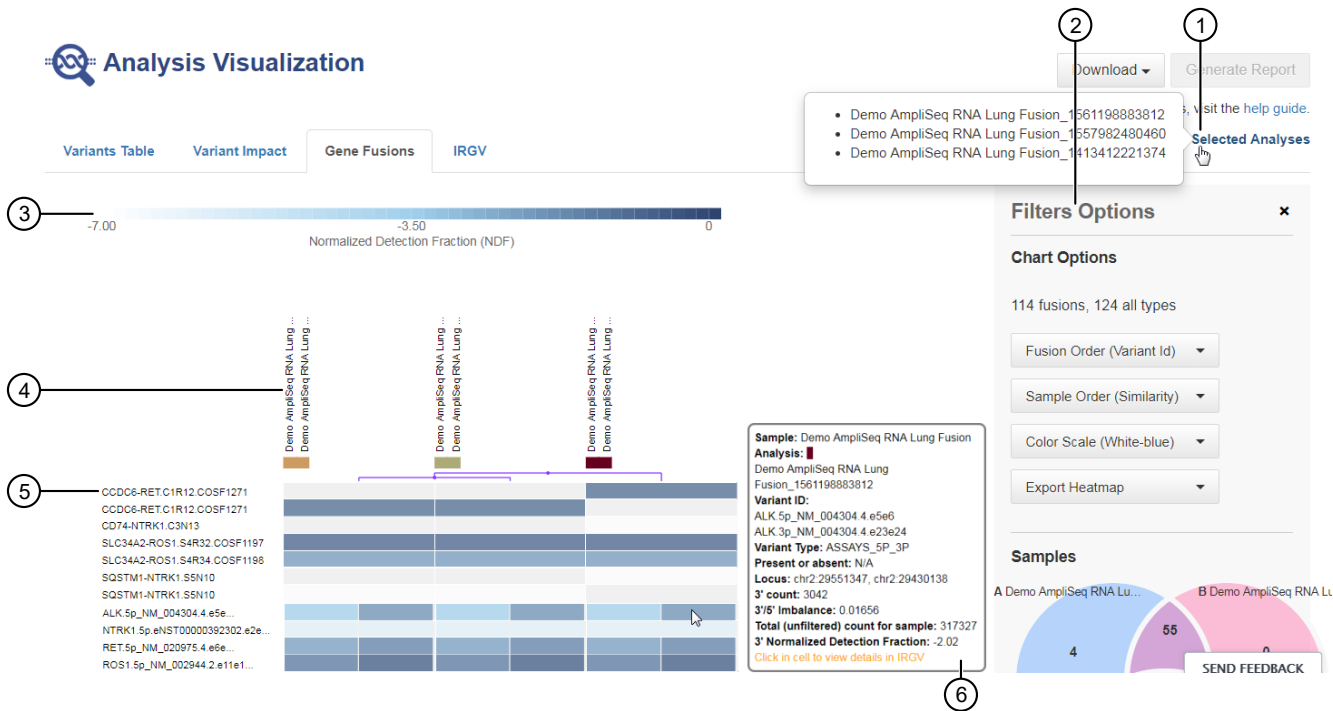 2
1
Analysis Visualization
Download
Generate Report
s, visit the help guide.
Demo AmpliSeq RNA Lung Fusion_1561198883812
Demo AmpliSeq RNA Lung Fusion_1557982480460
Demo AmpliSeq RNA Lung Fusion_1413412221374
Selected Analyses
Variants Table
Variant Impact
Gene Fusions
IRGV
3
-7.00
-3.50
0
Normalized Detection Fraction (NDF)
Filters Options
×
Chart Options
114 fusions, 124 all types
Fusion Order (Variant Id)
Sample Order (Similarity)
Color Scale (White-blue)
Export Heatmap
4
Demo AmpliSeq RNA Lung ...
Demo AmpliSeq RNA Lung ...
Demo AmpliSeq RNA Lung ...
Demo AmpliSeq RNA Lung ...
Demo AmpliSeq RNA Lung ...
Demo AmpliSeq RNA Lung ...
5
CCDC6-RET.C1R12.COSF1271
CCDC6-RET.C1R12.COSF1271
CD74-NTRK1.C3N13
SLC34A2-ROS1.S4R32.COSF1197
SLC34A2-ROS1.S4R34.COSF1198
SQSTM1-NTRK1.S5N10
SQSTM1-NTRK1.S5N10
ALK.5p_NM_004304.4.e5e...
NTRK1.5p.eNST00000392302.e2e...
RET.5p_NM_020975.4.e6e...
ROS1.5p_NM_002944.2.e11e1...
Sample: Demo AmpliSeq RNA Lung Fusion
Analysis:
Demo AmpliSeq RNA Lung
Fusion_1561198883812
Variant ID:
ALK.5p_NM_004304.4.e5e6
ALK.3p_NM_004304.4.e23e24
Variant Type: ASSAYS_5P_3P
Present or absent: N/A
Locus: chr2:29551347, chr2:29430138
3' count: 3042
3'/5' Imbalance: 0.01656
Total (unfiltered) count for sample: 317327
3' Normalized Detection Fraction: -2.02
Click in cell to view details in IRGV
6
Samples
A Demo AmpliSeq RNA Lu...
B Demo AmpliSeq RNA Lu
55
4
0
SEND FEEDBACK